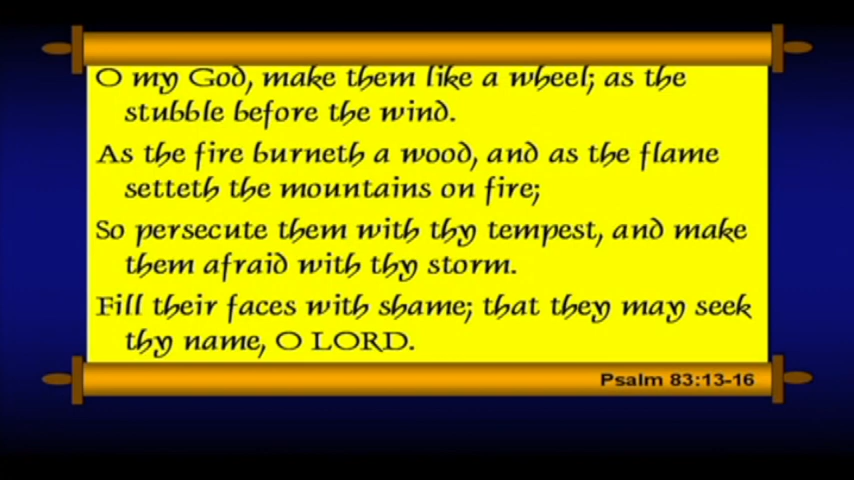 O my God, make them like a wheel; as the
stubble before the wind.
As the fire burneth a wood, and as the flame
setteth the mountains on fire;
So persecute them with thy tempest, and make
them afraid with thy storm.
Fill their faces with shame; that they may seek
thy name, O LORD.
Psalm 83:13-16